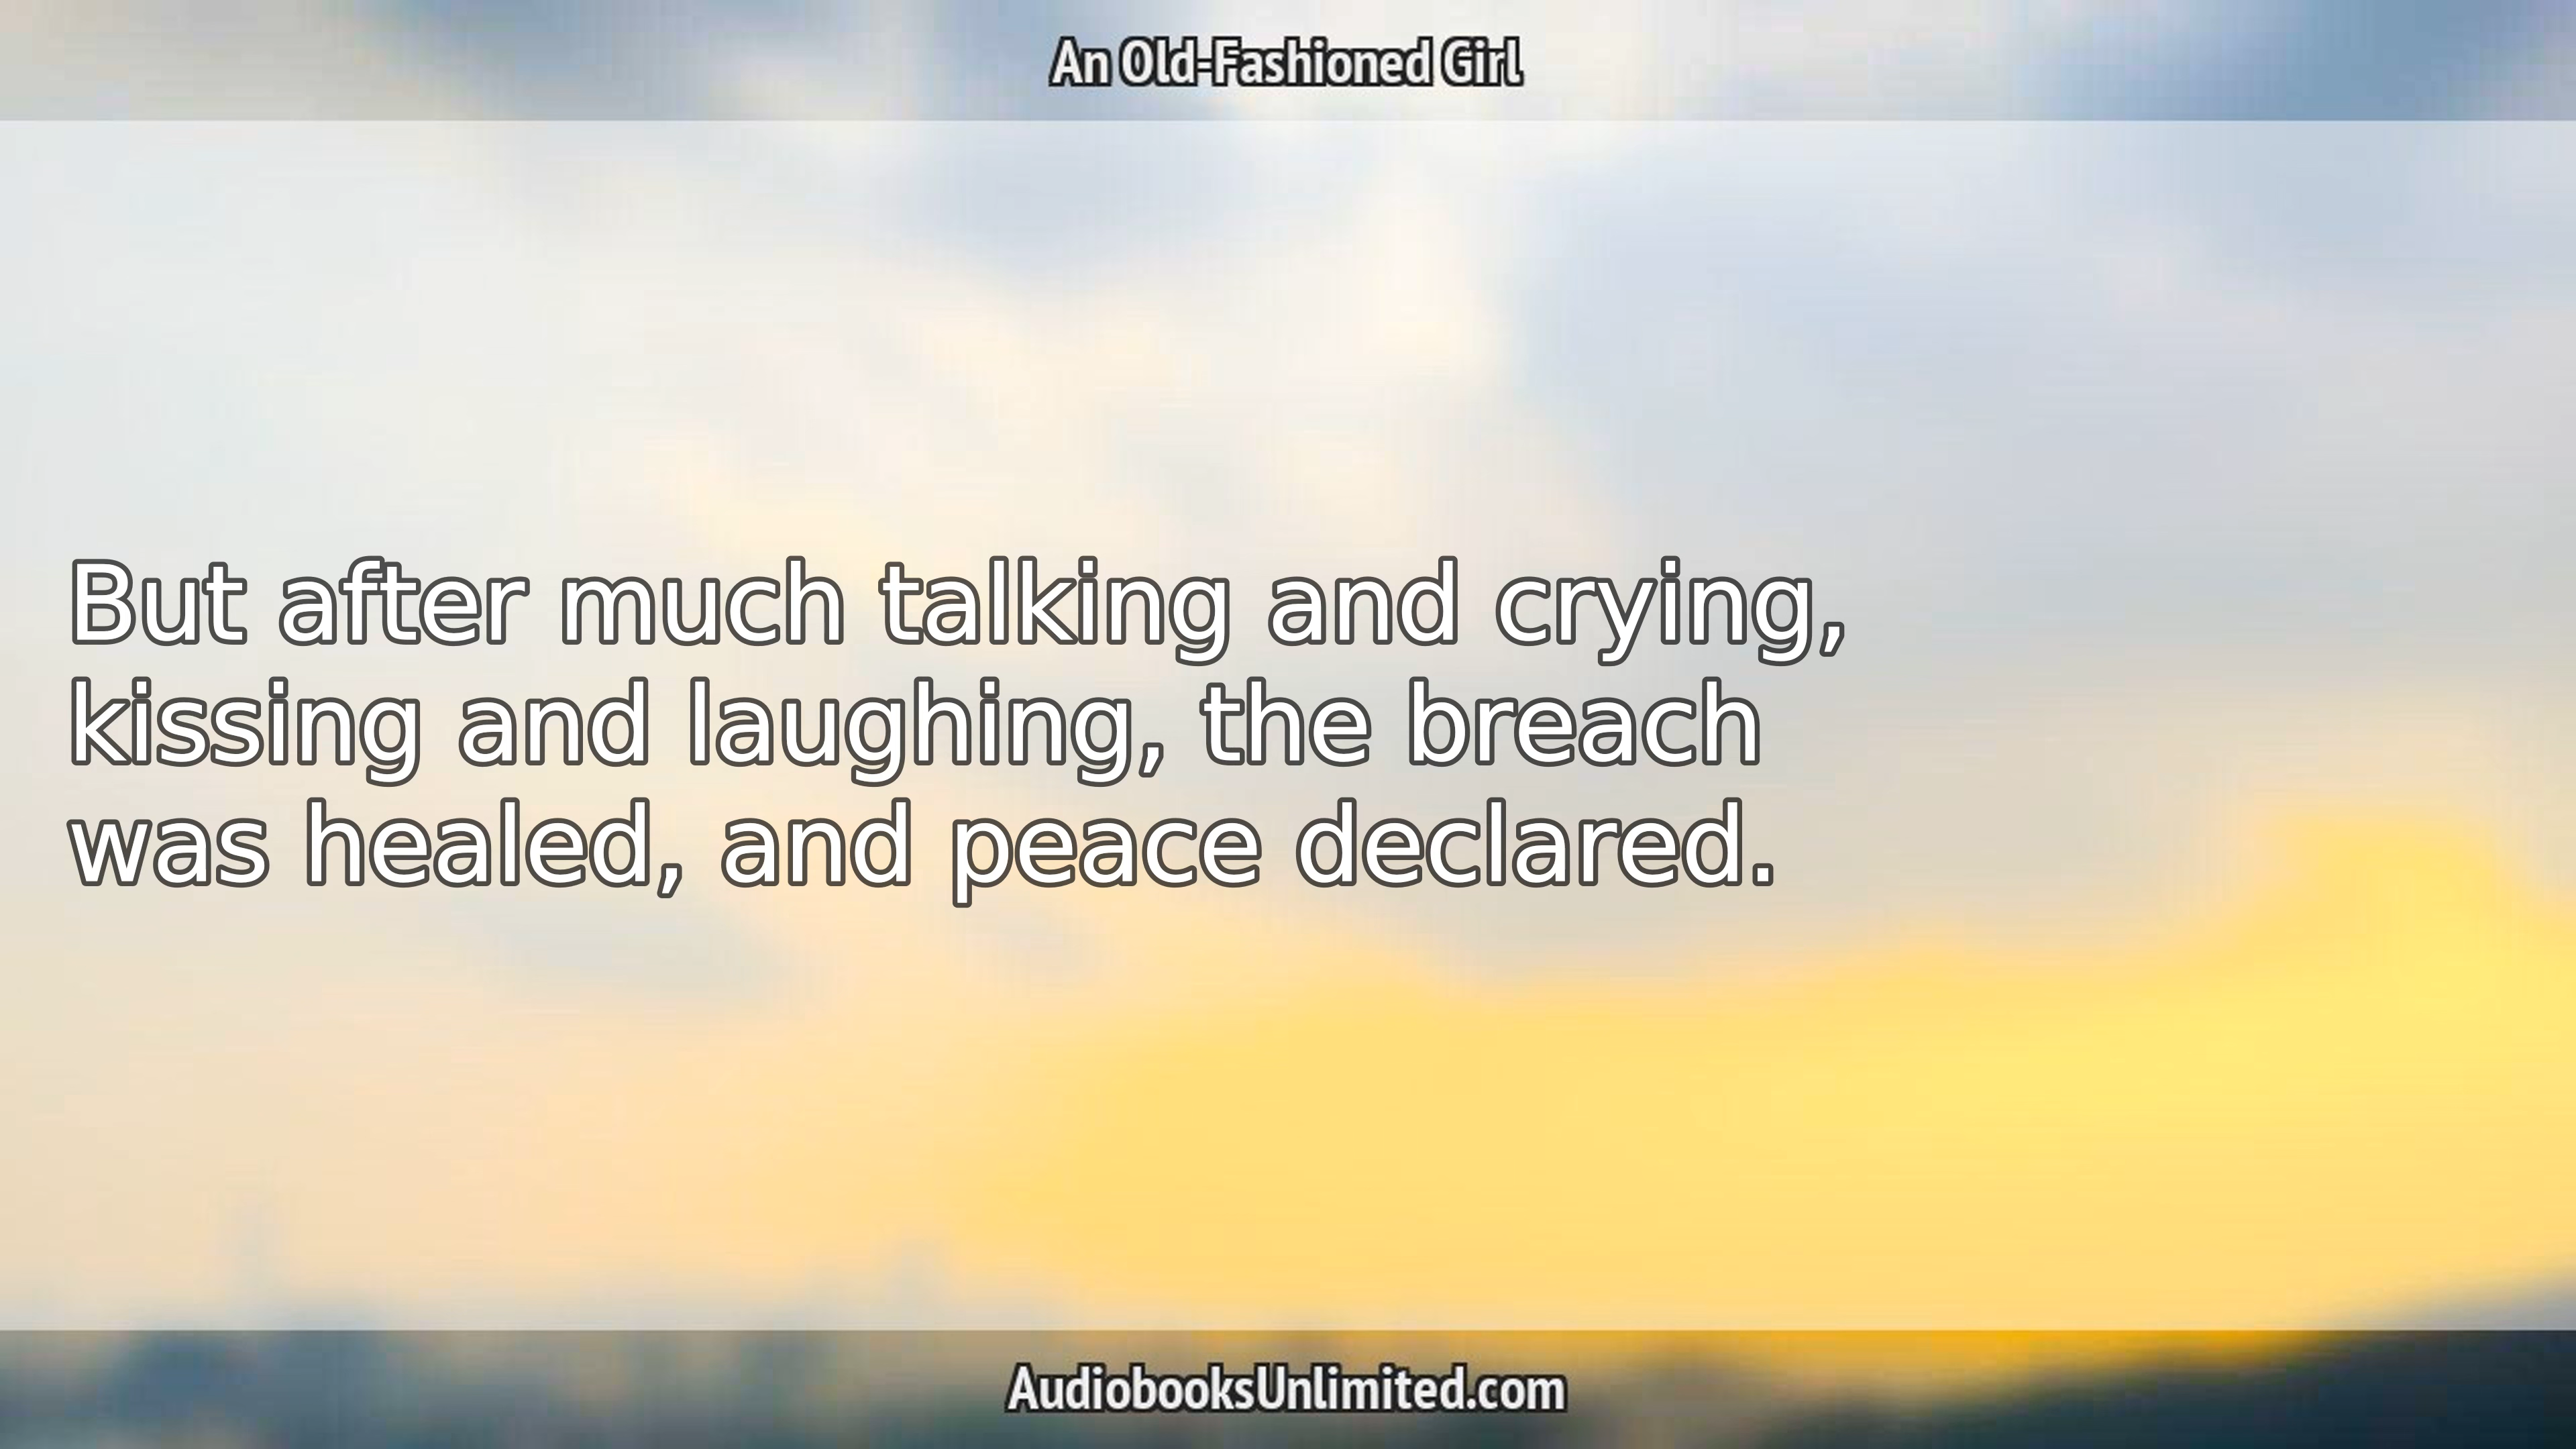 An Old-Fashioned Girl
But after much talking and crying,
kissing and laughing, the breach
was healed, and peace declared.
AudiobooksUnlimited.com